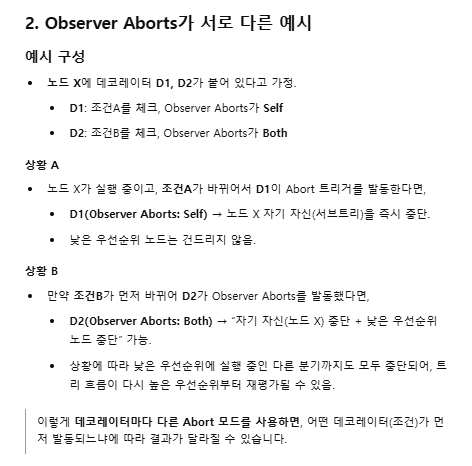 2. Observer Aborts가 서로 다른 예시
예시 구성
• 노드 X에 데코레이터 D1, D2가 붙어 있다고 가정.
• D1: 조건A를 체크, Observer Aborts가 Self
• D2: 조건B를 체크, Observer Aborts가 Both
상황 A
• 노드 X가 실행 중이고, 조건A가 바뀌어서 D1이 Abort 트리거를 발동한다면,
• D1(Observer Aborts: Self) → 노드 X 자기 자신(서브트리)을 즉시 중단.
• 낮은 우선순위 노드는 건드리지 않음.
상황 B
• 만약 조건B가 먼저 바뀌어 D2가 Observer Aborts를 발동했다면,
• D2(Observer Aborts: Both) → “자기 자신(노드 X) 중단 + 낮은 우선순위
노드 중단” 가능.
• 상황에 따라 낮은 우선순위에 실행 중인 다른 분기까지도 모두 중단되어, 트
리 흐름이 다시 높은 우선순위부터 재평가될 수 있음.
이렇게 데코레이터마다 다른 Abort 모드를 사용하면, 어떤 데코레이터(조건)가 먼
저 발동되느냐에 따라 결과가 달라질 수 있습니다.